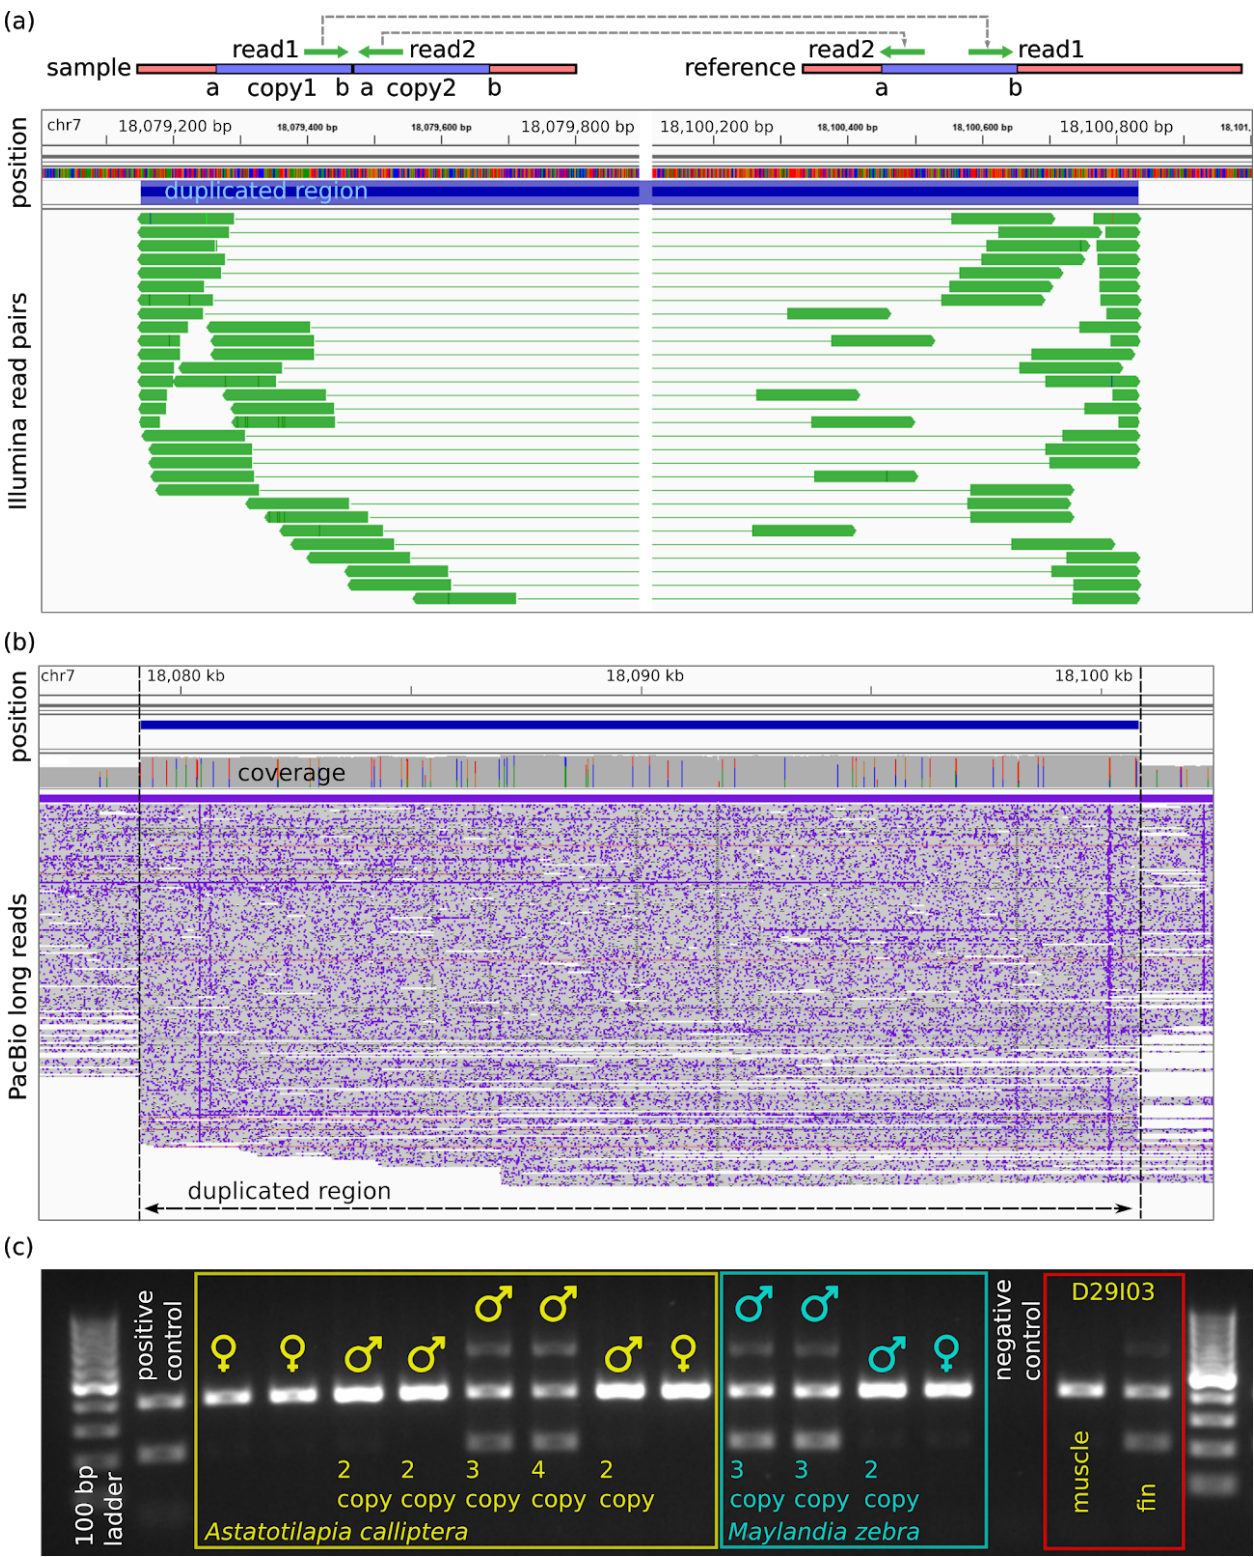 (a)
read1 read2 read2 read1
sample reference
a copy1 b a copy2 b a b
position
chr7 18,079,200 bp 18,079,400 bp 18,079,600 bp 18,079,800 bp 18,100,200 bp 18,100,400 bp 18,100,600 bp 18,100,800 bp 18,101,
duplicated region
Illumina read pairs
(b)
position
chr7 18,080 kb 18,090 kb 18,100 kb
coverage
PacBio long reads
duplicated region
(c)
100 bp
ladder
positive
control
♀ ♀ ♂ ♂ ♂ ♂ ♂ ♀
2 2 3 4 2
copy copy copy copy copy
Astatotilapia calliptera
♂ ♂ ♂ ♀
3 3 2
copy copy copy
Maylandia zebra
negative
control
D29I03
muscle
fin